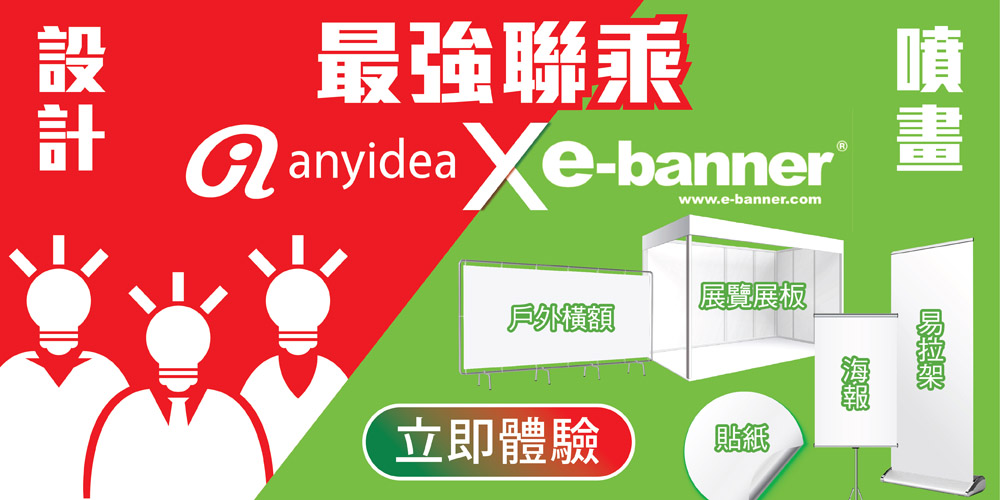 設計
最強聯乘
噴畫
anyidea X e-banner®
www.e-banner.com
戶外橫額
展覽展板
易拉架
海報
貼紙
立即體驗